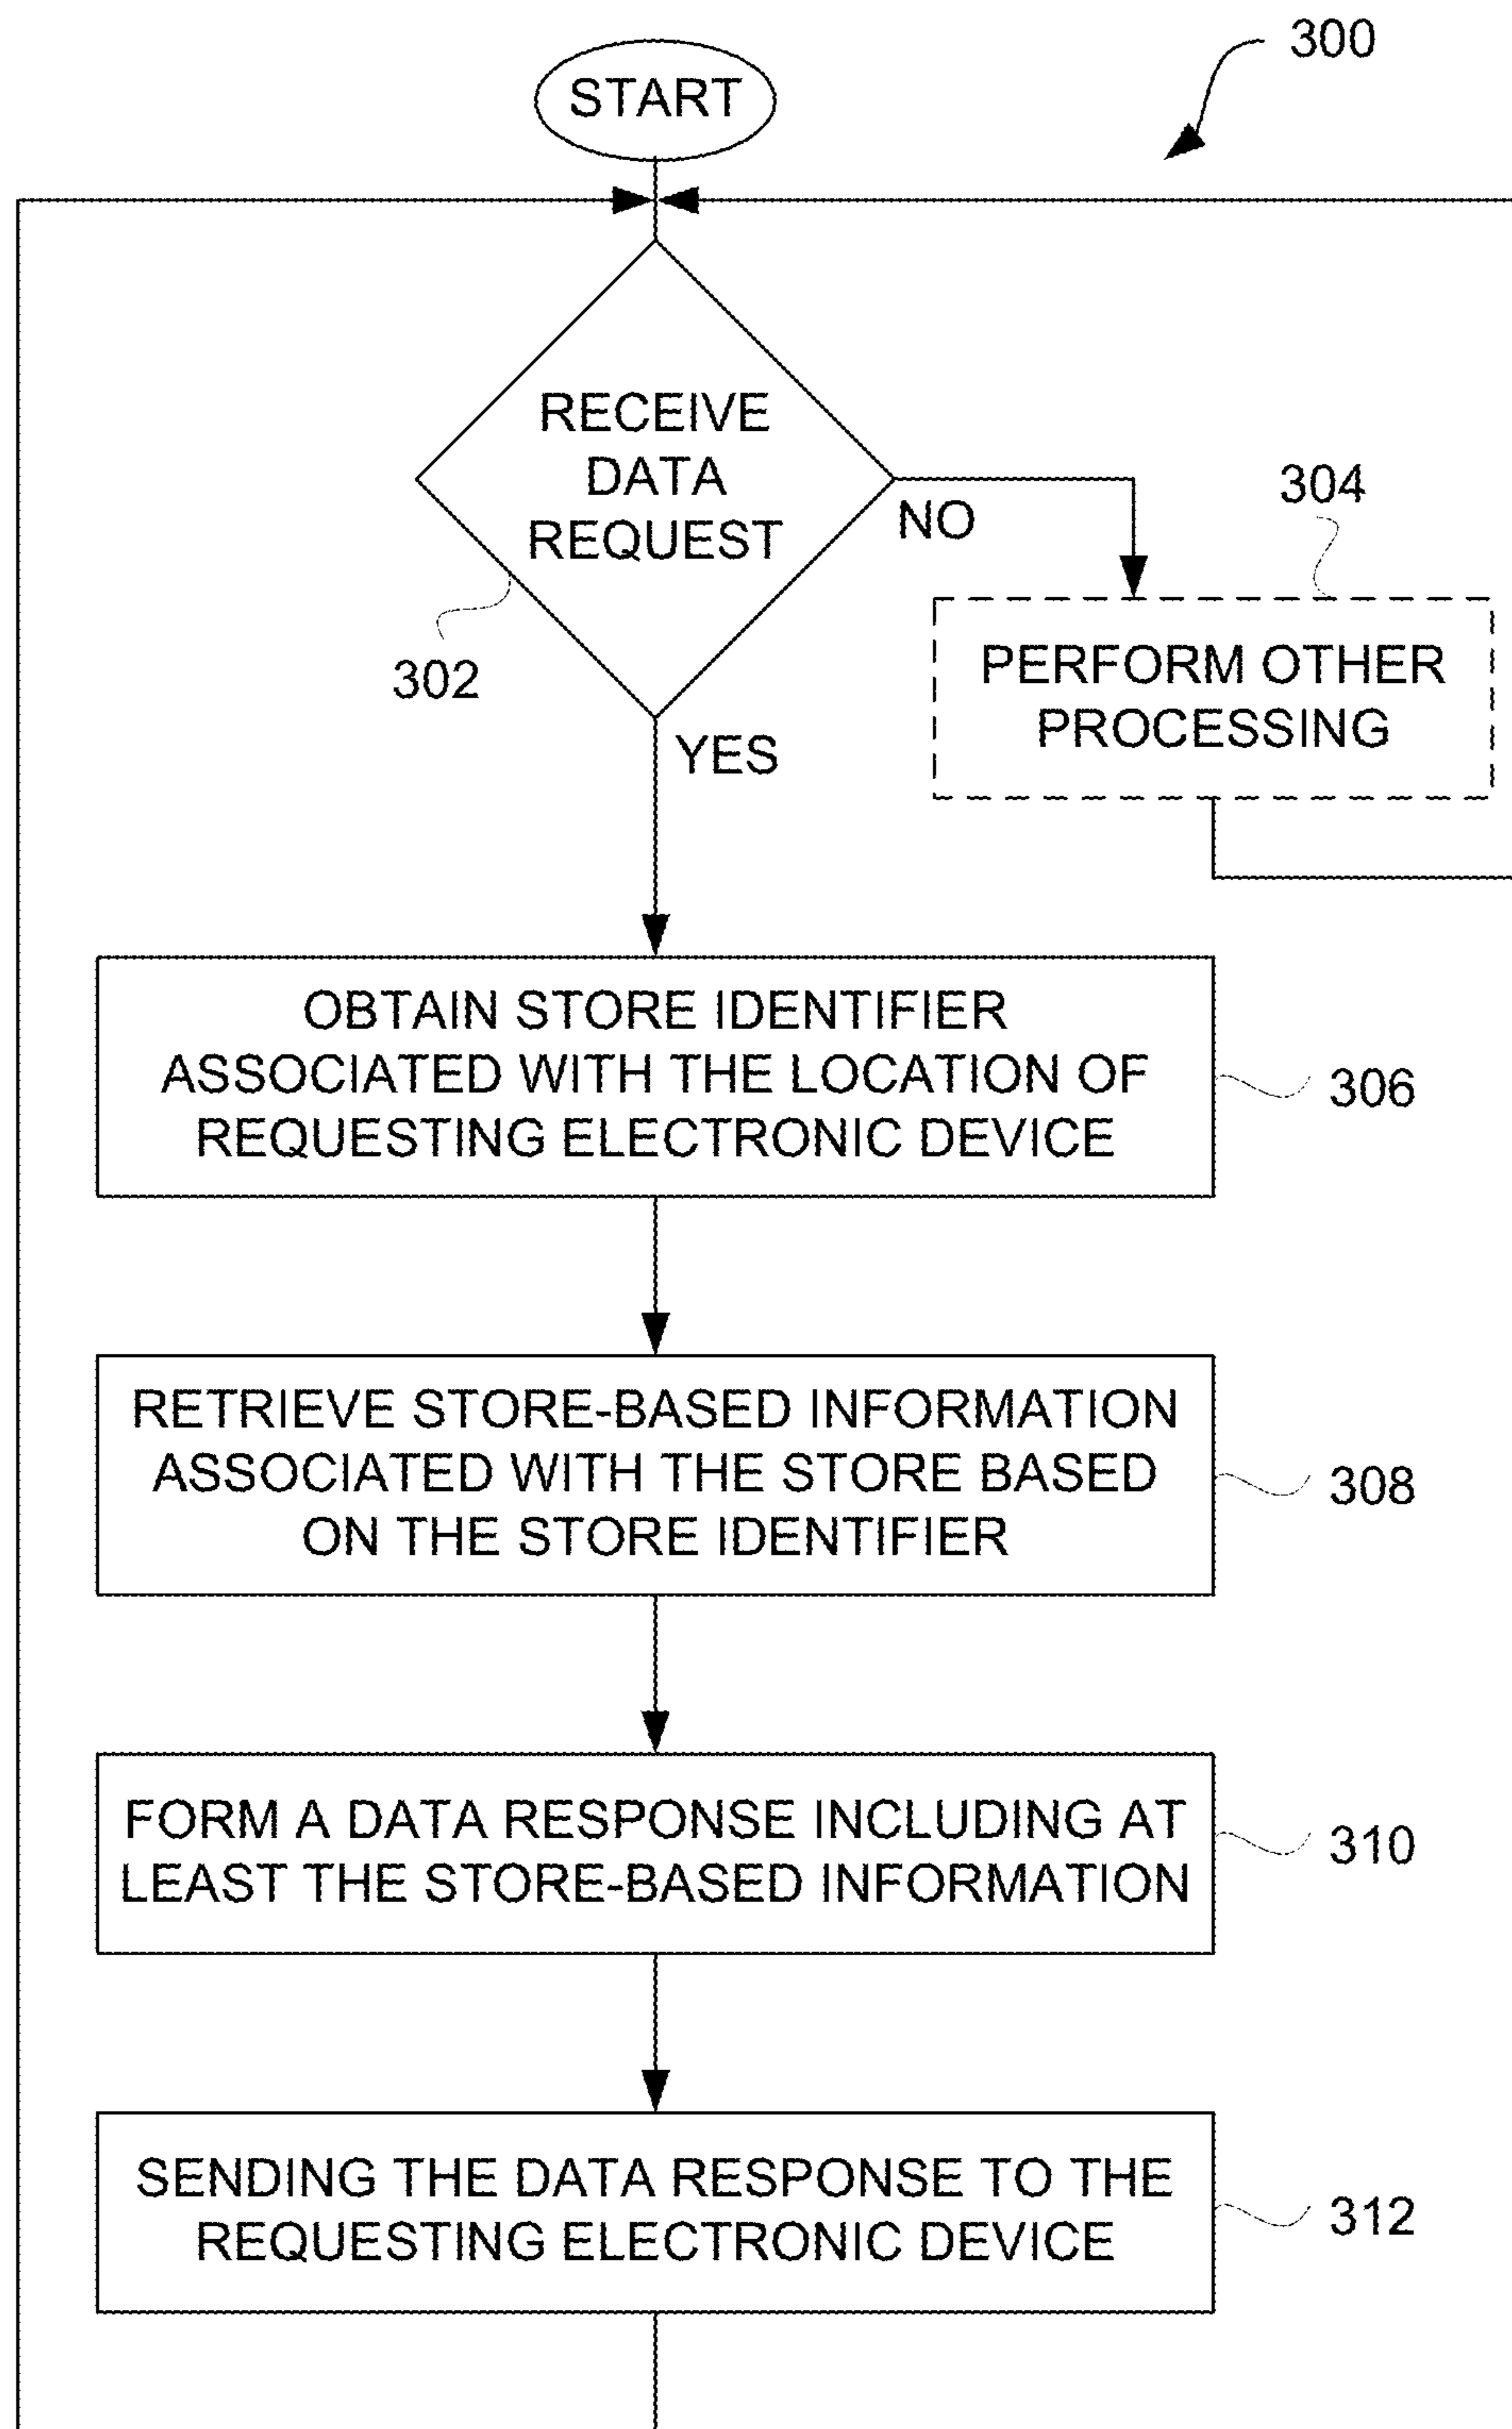 300
START
RECEIVE
DATA
REQUEST
NO
304
302
PERFORM OTHER
PROCESSING
YES
OBTAIN STORE IDENTIFIER
ASSOCIATED WITH THE LOCATION OF
REQUESTING ELECTRONIC DEVICE
306
RETRIEVE STORE-BASED INFORMATION
ASSOCIATED WITH THE STORE BASED
ON THE STORE IDENTIFIER
308
FORM A DATA RESPONSE INCLUDING AT
LEAST THE STORE-BASED INFORMATION
310
SENDING THE DATA RESPONSE TO THE
REQUESTING ELECTRONIC DEVICE
312